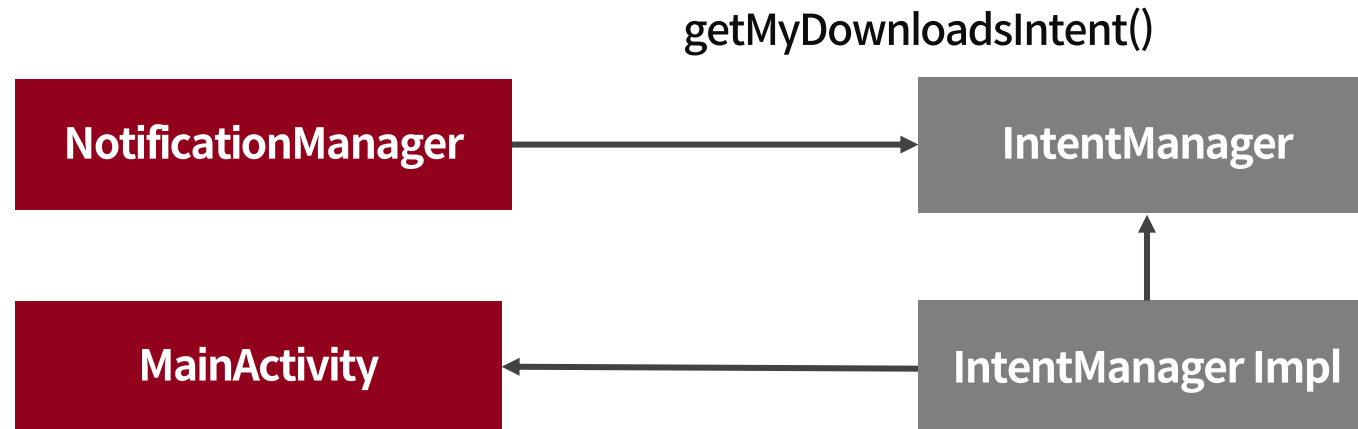 getMyDownloadsIntent()
NotificationManager
IntentManager
MainActivity
IntentManager Impl